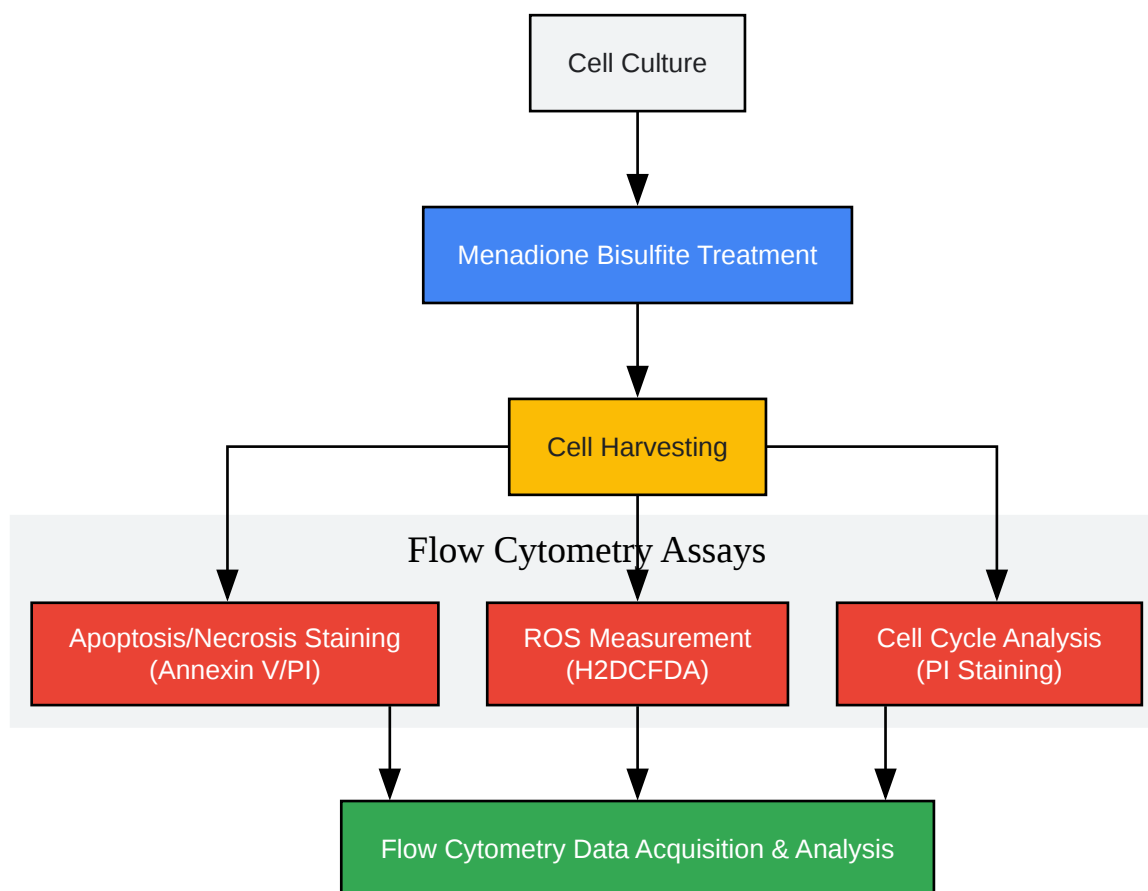 Cell Culture
Menadione Bisulfite Treatment
Cell Harvesting
Flow Cytometry Assays
Apoptosis/Necrosis Staining
(Annexin V/PI)
ROS Measurement
(H2DCFDA)
Cell Cycle Analysis
(PI Staining)
Flow Cytometry Data Acquisition & Analysis